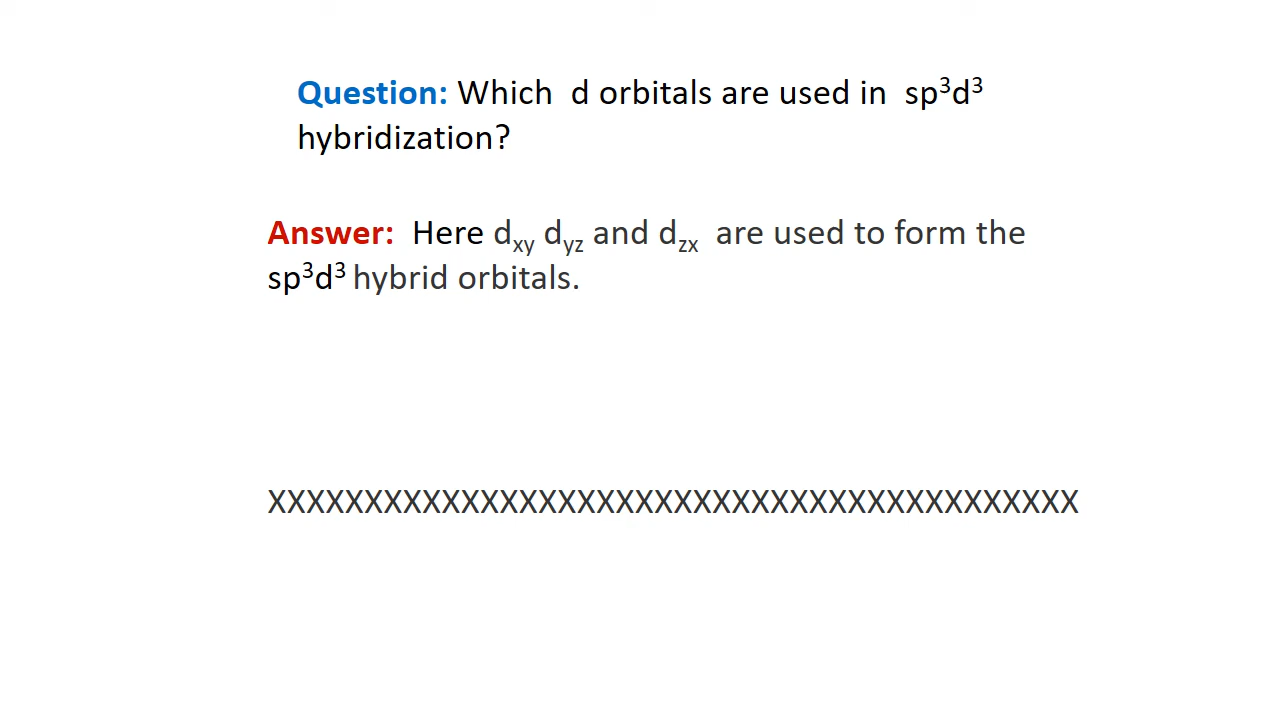 Question: Which d orbitals are used in sp³d³
hybridization?
Answer: Here dxy dyz and dzx are used to form the
sp³d³ hybrid orbitals.
XXXXXXXXXXXXXXXXXXXXXXXXXXXXXXXXXXXXXXXXXX